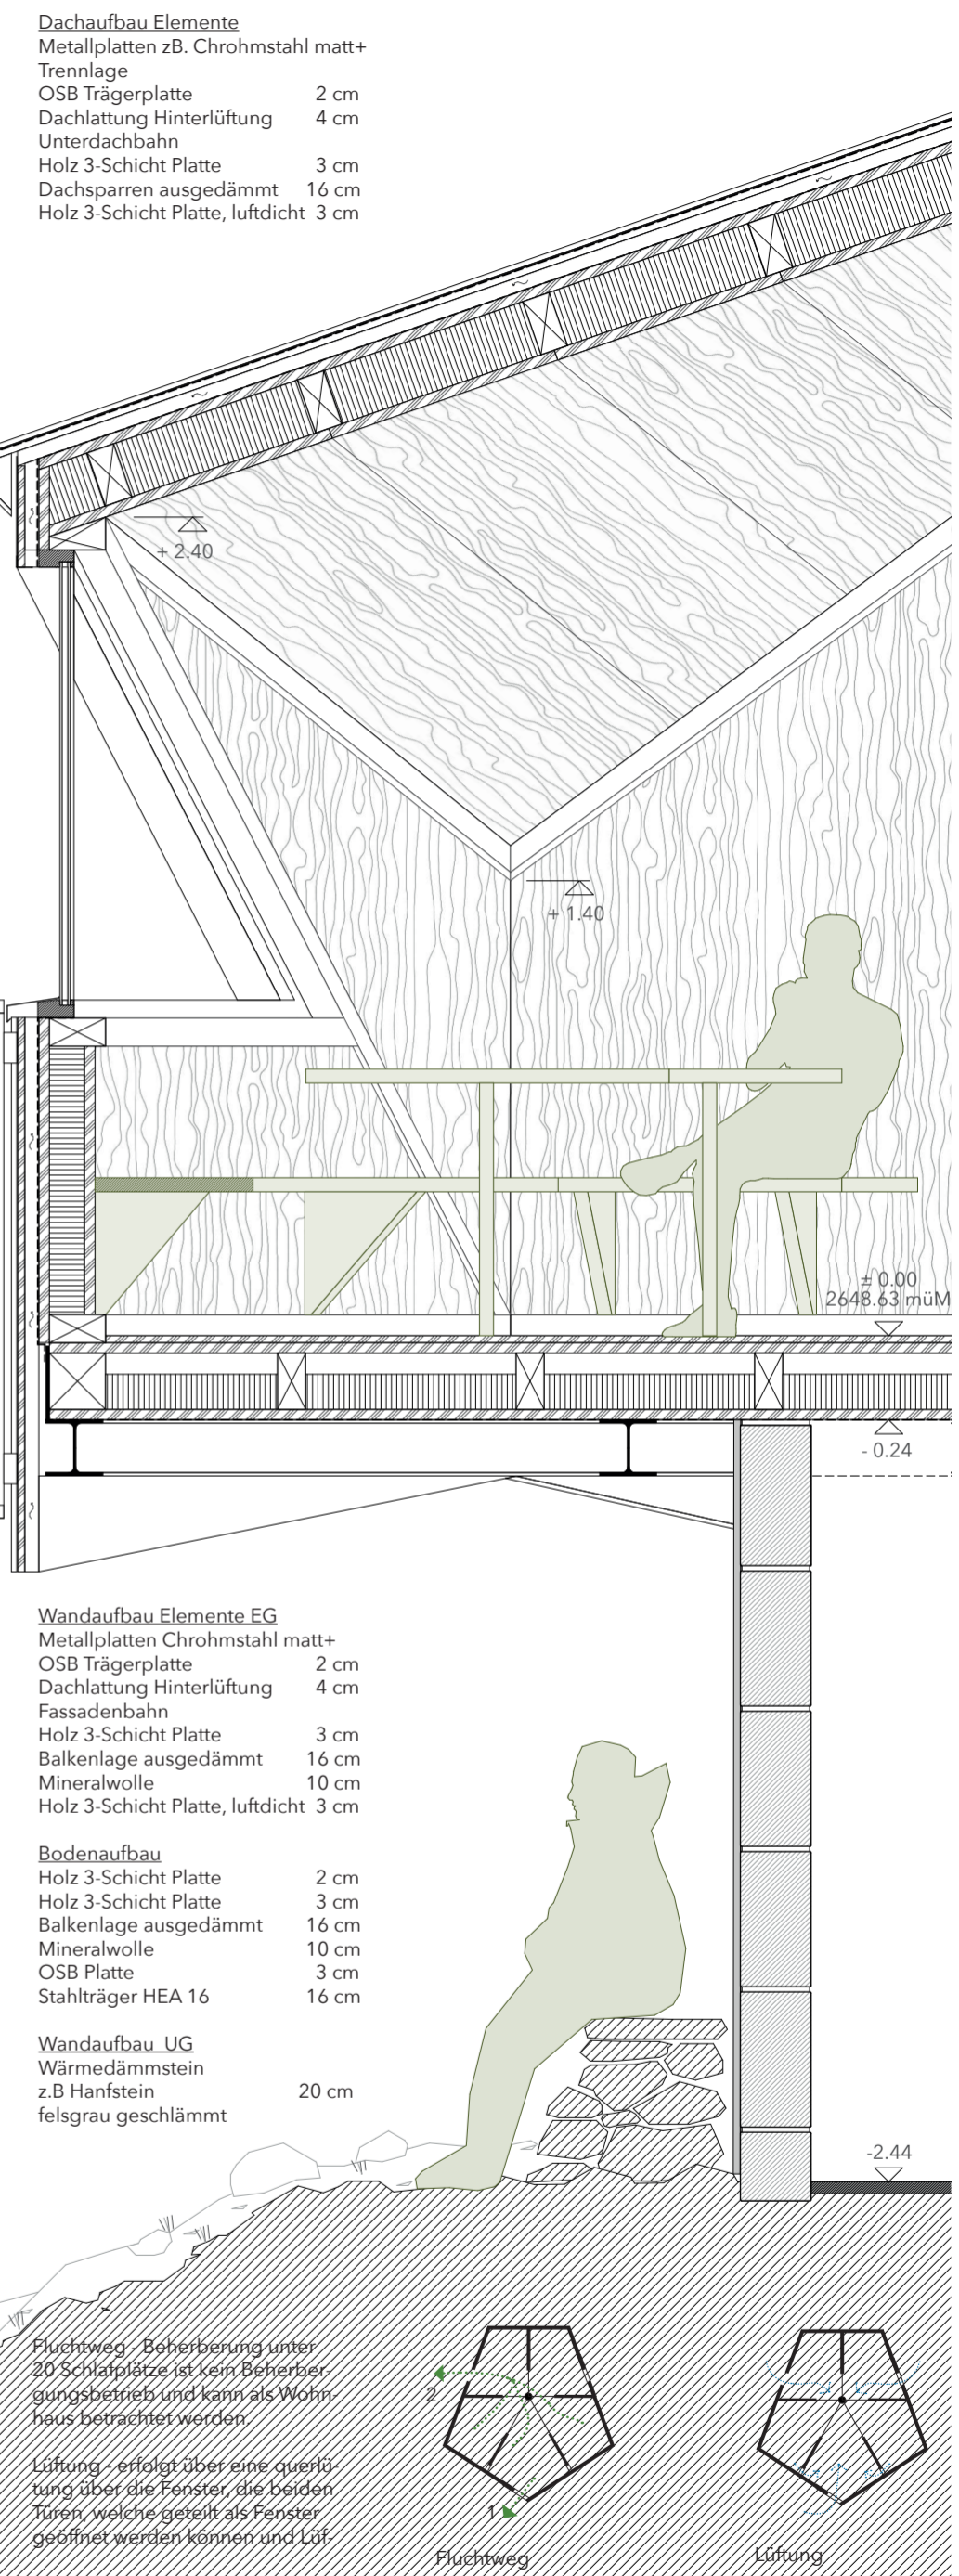 Dachaufbau Elemente
Metallplatten zB. Chrohmstahl matt+
Trennlage
OSB Trägerplatte 2 cm
Dachlattung Hinterlüftung 4 cm
Unterdachbahn
Holz 3-Schicht Platte 3 cm
Dachsparren ausgedämmt 16 cm
Holz 3-Schicht Platte, luftdicht 3 cm
+ 2.40
+ 1.40
± 0.00
2648.63 müM
- 0.24
Wandaufbau Elemente EG
Metallplatten Chrohmstahl matt+
OSB Trägerplatte 2 cm
Dachlattung Hinterlüftung 4 cm
Fassadenbahn
Holz 3-Schicht Platte 3 cm
Balkenlage ausgedämmt 16 cm
Mineralwolle 10 cm
Holz 3-Schicht Platte, luftdicht 3 cm
Bodenaufbau
Holz 3-Schicht Platte 2 cm
Holz 3-Schicht Platte 3 cm
Balkenlage ausgedämmt 16 cm
Mineralwolle 10 cm
OSB Platte 3 cm
Stahlträger HEA 16 16 cm
Wandaufbau UG
Wärmedämmstein
z.B Hanfstein 20 cm
felsgrau geschlämmt
-2.44
Fluchtweg - Beherberung unter
20 Schlafplätze ist kein Beherber-
gungsbetrieb und kann als Wohn-
haus betrachtet werden.
Lüftung - erfolgt über eine querlü-
tung über die Fenster, die beiden
Türen, welche geteilt als Fenster
geöffnet werden können und Lüf-
2
1
Fluchtweg
Lüftung